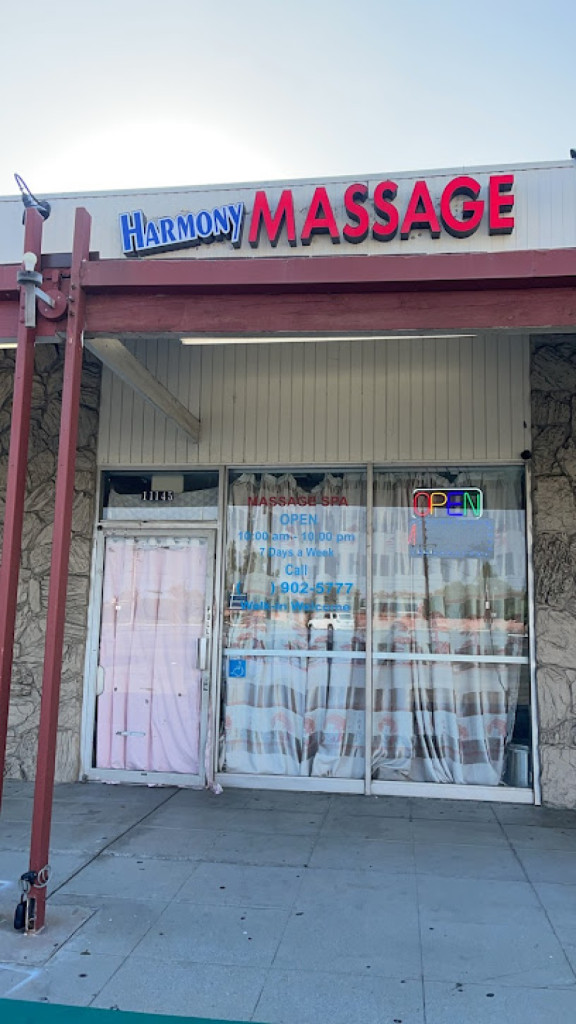 HARMONY MASSAGE
11145
MASSAGE SPA
OPEN
10:00 am - 10:00 pm
7 Days a Week
Call
( ) 902-5777
Walk-in Welcome
OPEN